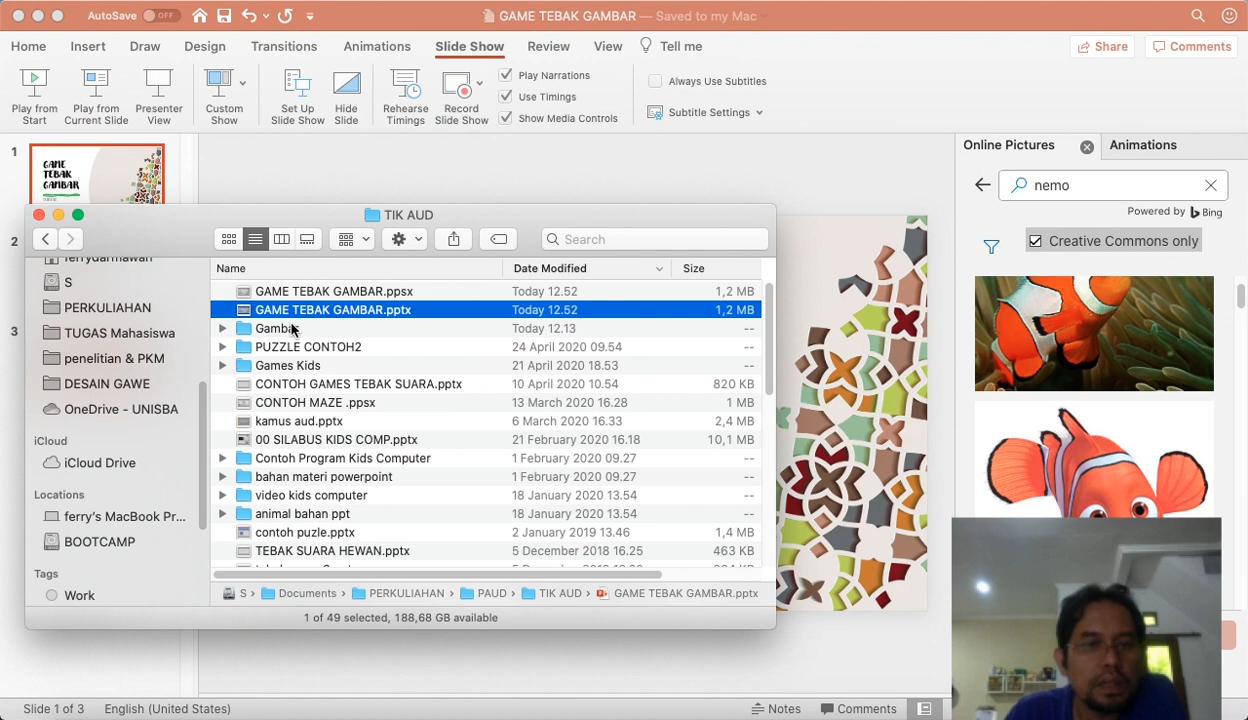 AutoSave OFF
GAME TEBAK GAMBAR — Saved to my Mac
Home Insert Draw Design Transitions Animations Slide Show Review View Tell me
Share Comments
Play from Start
Play from Current Slide
Presenter View
Custom Show
Set Up Slide Show
Hide Slide
Rehearse Timings
Record Slide Show
Play Narrations
Use Timings
Show Media Controls
Always Use Subtitles
Subtitle Settings
1
GAME
TEBAK
GAMBAR
2
3
TIK AUD
Search
ferrydarmawan
S
PERKULIAHAN
TUGAS Mahasiswa
penelitian & PKM
DESAIN GAWE
OneDrive - UNISBA
iCloud
iCloud Drive
Locations
ferry's MacBook Pr...
BOOTCAMP
Tags
Work
Name Date Modified Size
GAME TEBAK GAMBAR.ppsx Today 12.52 1,2 MB
GAME TEBAK GAMBAR.pptx Today 12.52 1,2 MB
Gamba Today 12.13 --
PUZZLE CONTOH2 24 April 2020 09.54 --
Games Kids 21 April 2020 18.53 --
CONTOH GAMES TEBAK SUARA.pptx 10 April 2020 10.54 820 KB
CONTOH MAZE .ppsx 13 March 2020 16.28 1 MB
kamus aud.pptx 6 March 2020 16.33 2,4 MB
00 SILABUS KIDS COMP.pptx 21 February 2020 16.18 10,1 MB
Contoh Program Kids Computer 1 February 2020 09.27 --
bahan materi powerpoint 1 February 2020 09.27 --
video kids computer 18 January 2020 13.54 --
animal bahan ppt 18 January 2020 13.54 --
contoh puzle.pptx 2 January 2019 13.46 1,4 MB
TEBAK SUARA HEWAN.pptx 5 December 2018 16.25 463 KB
S › Documents › PERKULIAHAN › PAUD › TIK AUD › GAME TEBAK GAMBAR.pptx
1 of 49 selected, 188,68 GB available
Online Pictures Animations
nemo
Powered by Bing
Creative Commons only
Slide 1 of 3 English (United States)
Notes Comments